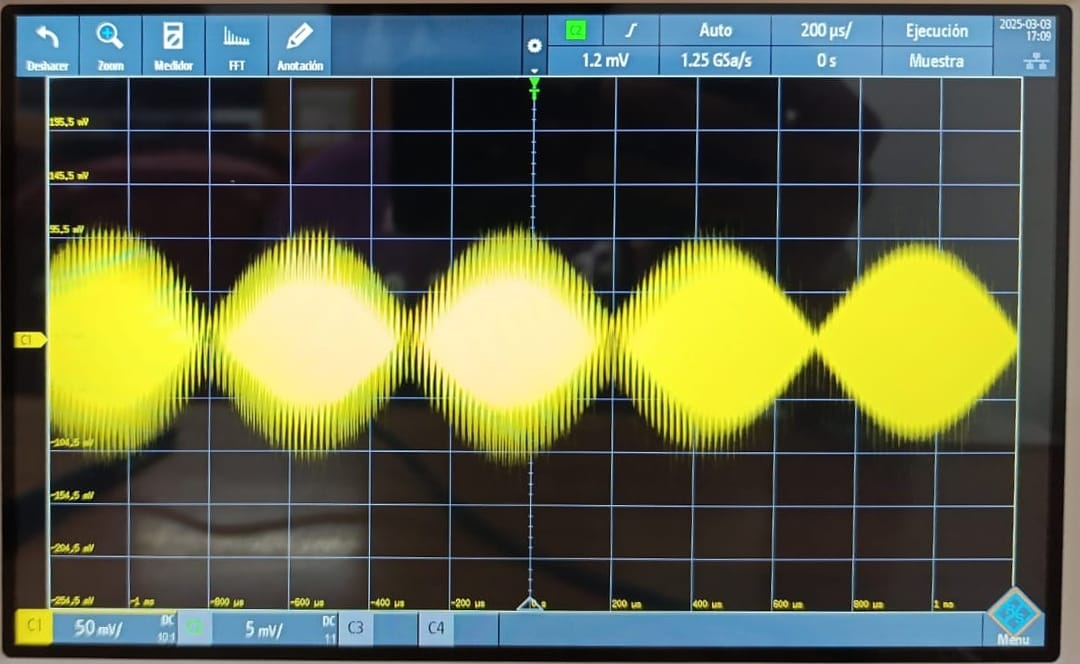 Deshacer
Zoom
Medidor
FFT
Anotación
C2
Auto
200 µs/
Ejecución
2025-03-03
17:09
1.2 mV
1.25 GSa/s
0 s
Muestra
T
195,5 mV
145,5 mV
95,5 mV
C1
-104,5 mV
-154,5 mV
-204,5 mV
-254,5 mV
-1 ms
-800 µs
-600 µs
-400 µs
-200 µs
0 s
200 µs
400 µs
600 µs
800 µs
1 ms
C1
50 mV/
DC
10:1
C2
5 mV/
DC
1:1
C3
C4
R&S
Menu